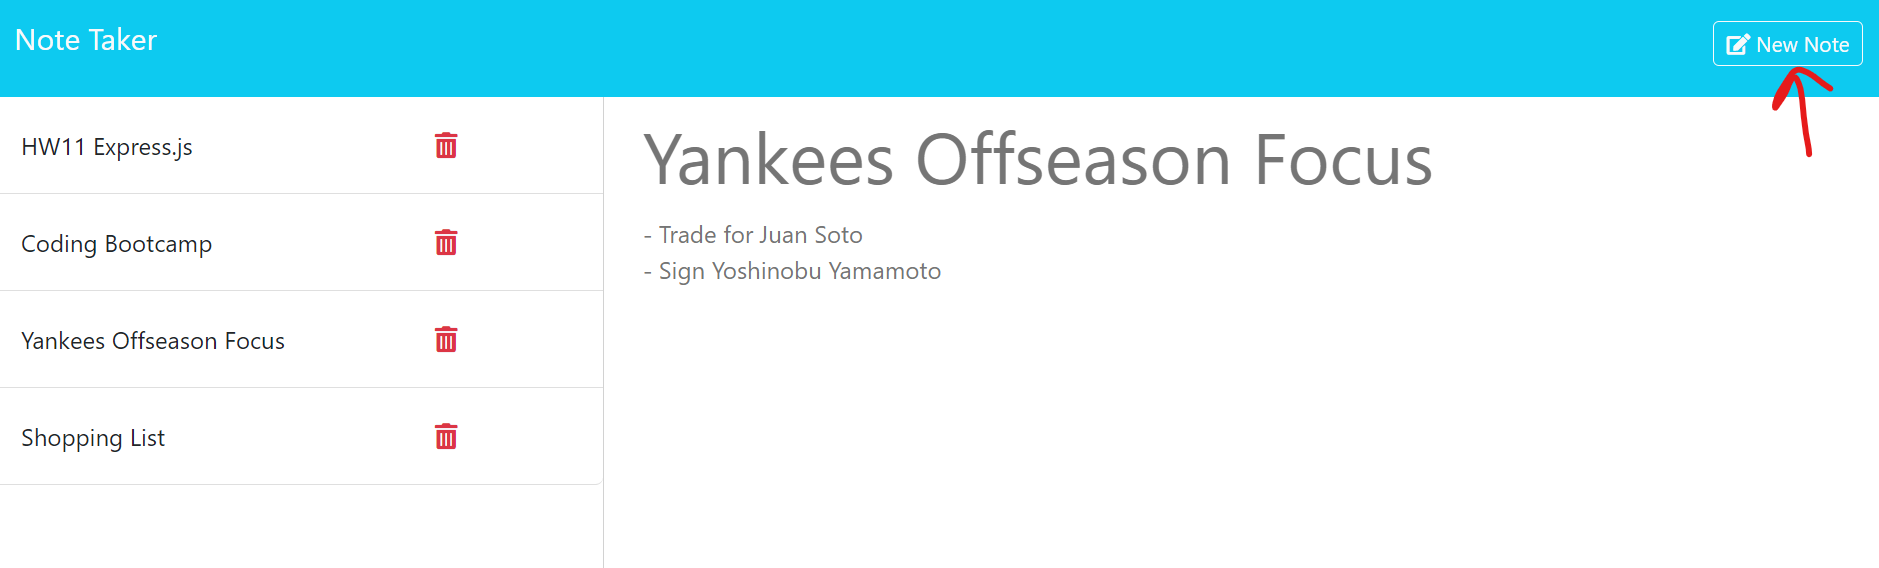 Note Taker
New Note
HW11 Express.js
Coding Bootcamp
Yankees Offseason Focus
Shopping List
Yankees Offseason Focus
- Trade for Juan Soto
- Sign Yoshinobu Yamamoto